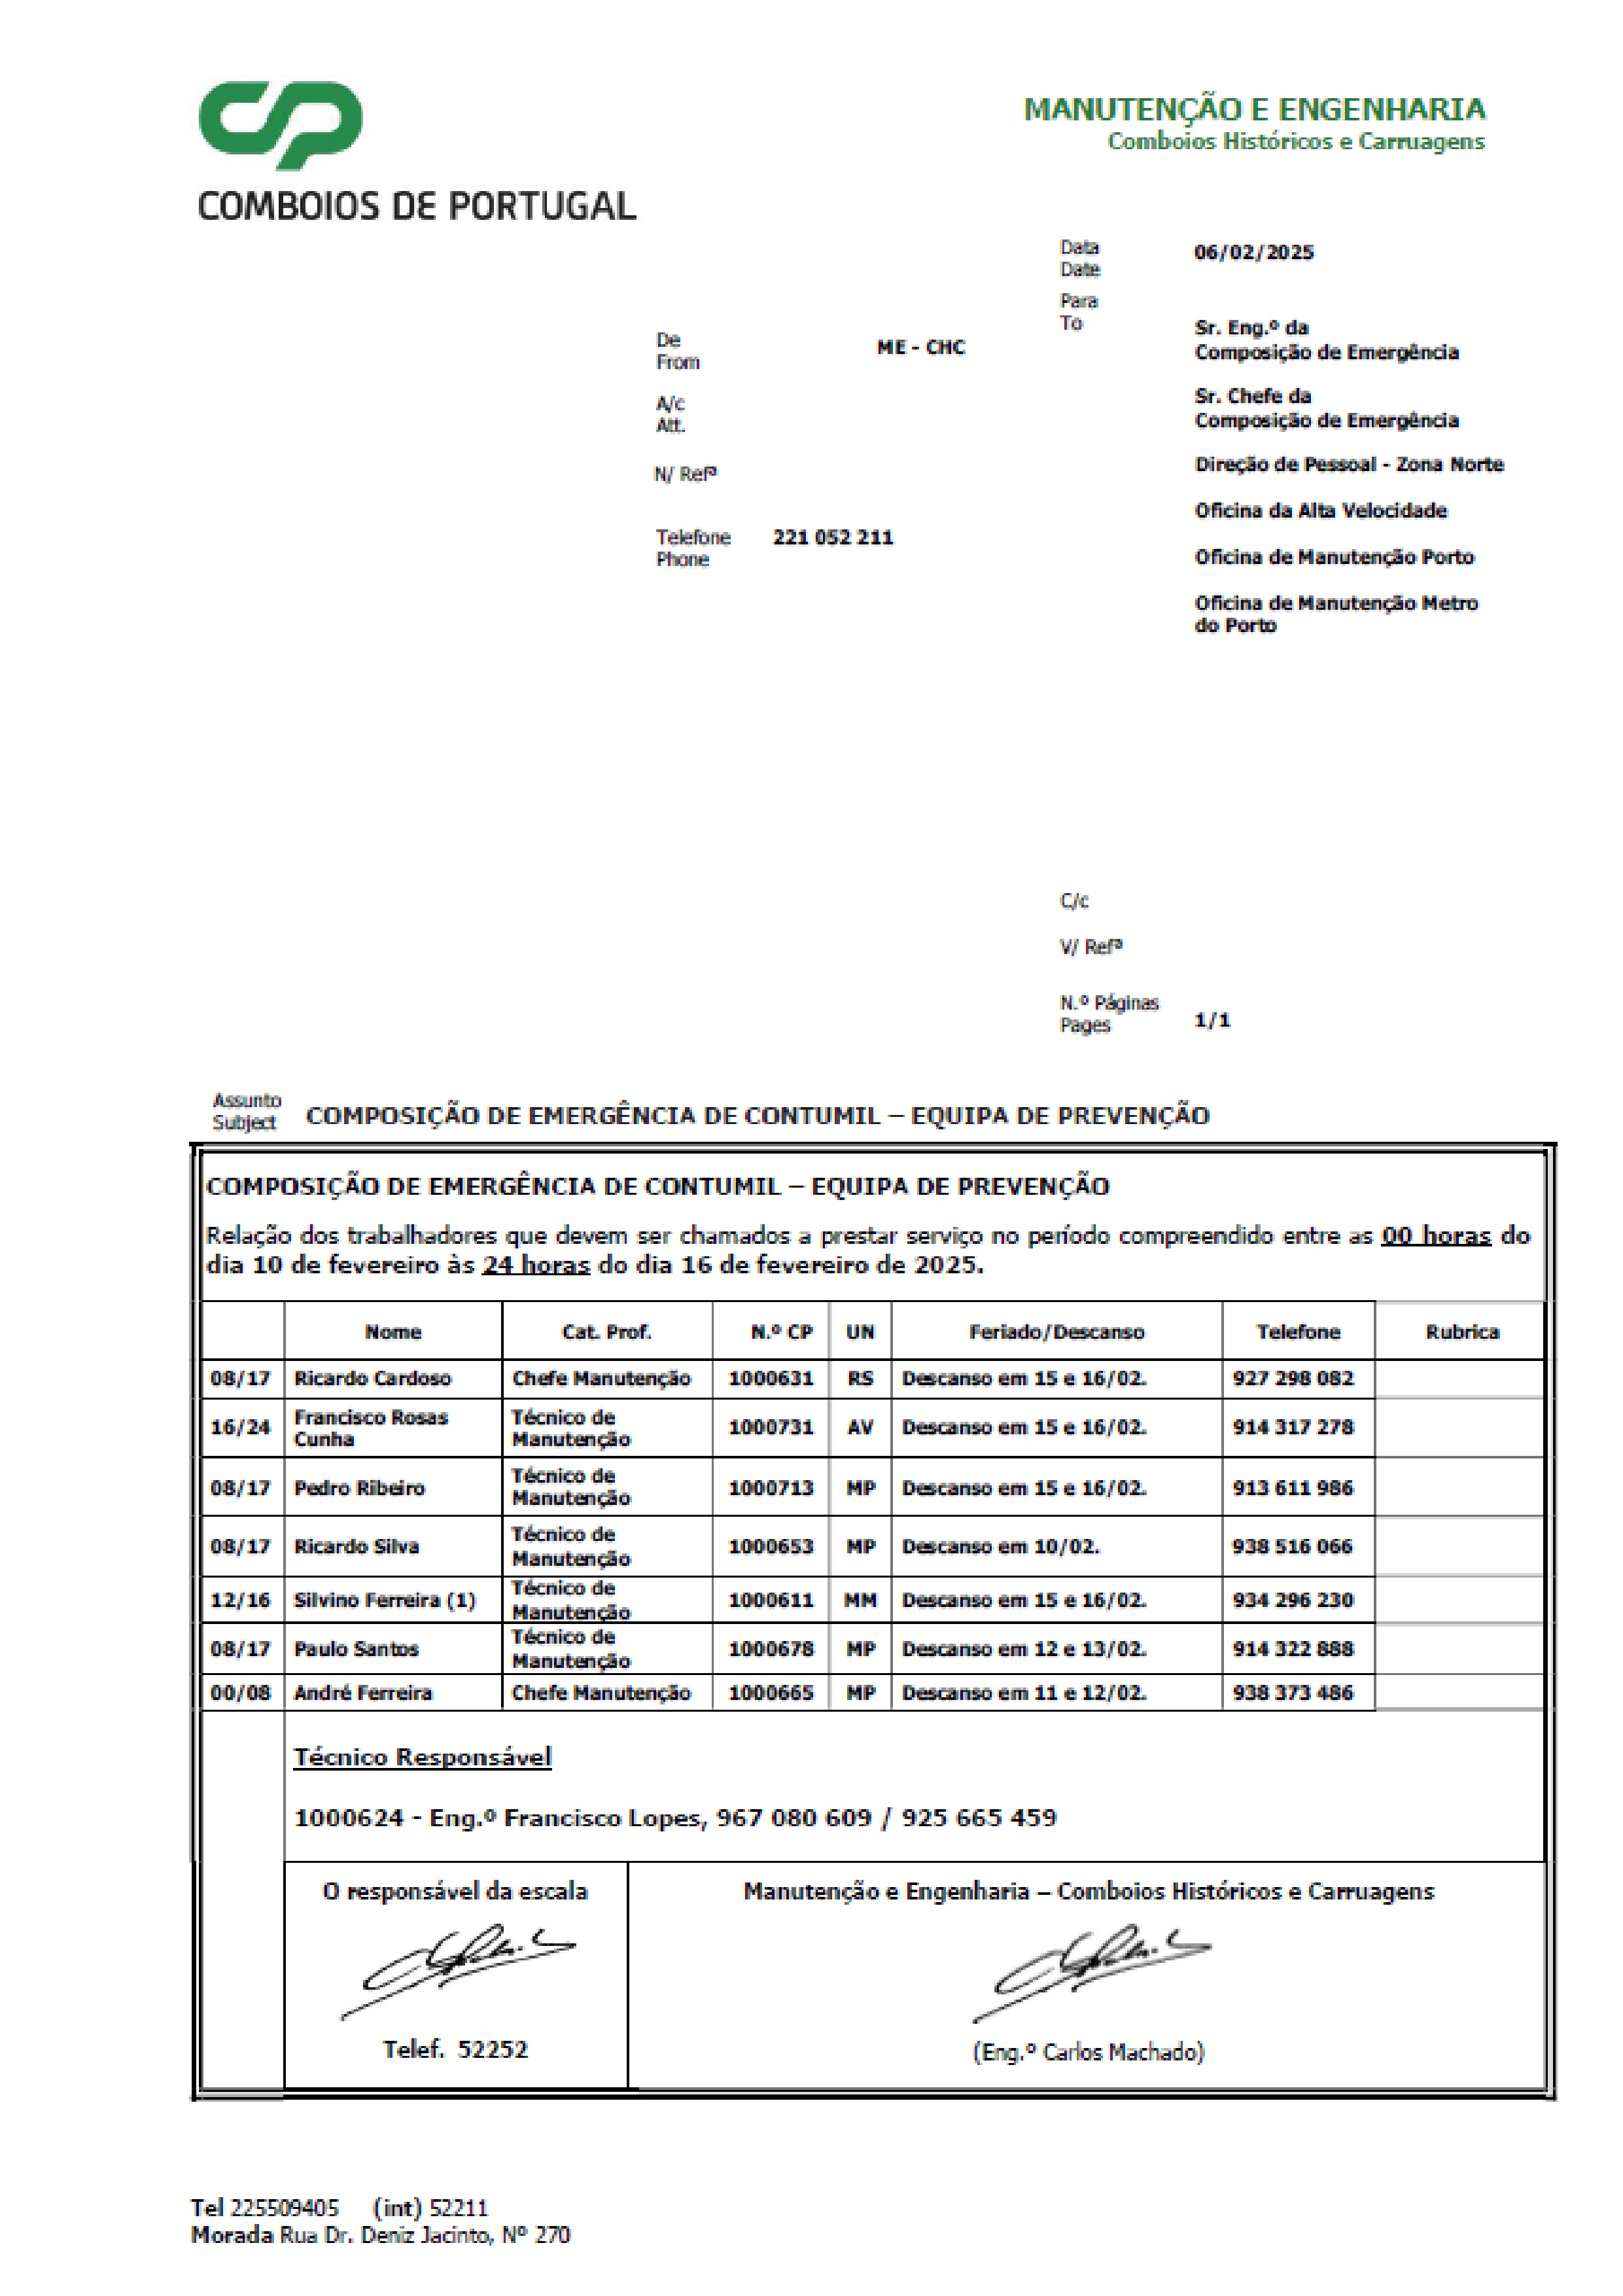 CP
COMBOIOS DE PORTUGAL
MANUTENÇÃO E ENGENHARIA
Comboios Históricos e Carruagens
Data
Date
06/02/2025
Para
To
Sr. Eng.º da
Composição de Emergência
Sr. Chefe da
Composição de Emergência
Direção de Pessoal - Zona Norte
Oficina da Alta Velocidade
Oficina de Manutenção Porto
Oficina de Manutenção Metro
do Porto
De
From
ME - CHC
A/c
Att.
N/ Refª
Telefone
Phone
221 052 211
C/c
V/ Refª
N.º Páginas
Pages
1/1
Assunto
Subject
COMPOSIÇÃO DE EMERGÊNCIA DE CONTUMIL – EQUIPA DE PREVENÇÃO
COMPOSIÇÃO DE EMERGÊNCIA DE CONTUMIL – EQUIPA DE PREVENÇÃO
Relação dos trabalhadores que devem ser chamados a prestar serviço no período compreendido entre as 00 horas do
dia 10 de fevereiro às 24 horas do dia 16 de fevereiro de 2025.
Nome Cat. Prof. N.º CP UN Feriado/Descanso Telefone Rubrica
08/17 Ricardo Cardoso Chefe Manutenção 1000631 RS Descanso em 15 e 16/02. 927 298 082
16/24 Francisco Rosas Cunha Técnico de Manutenção 1000731 AV Descanso em 15 e 16/02. 914 317 278
08/17 Pedro Ribeiro Técnico de Manutenção 1000713 MP Descanso em 15 e 16/02. 913 611 986
08/17 Ricardo Silva Técnico de Manutenção 1000653 MP Descanso em 10/02. 938 516 066
12/16 Silvino Ferreira (1) Técnico de Manutenção 1000611 MM Descanso em 15 e 16/02. 934 296 230
08/17 Paulo Santos Técnico de Manutenção 1000678 MP Descanso em 12 e 13/02. 914 322 888
00/08 André Ferreira Chefe Manutenção 1000665 MP Descanso em 11 e 12/02. 938 373 486
Técnico Responsável
1000624 - Eng.º Francisco Lopes, 967 080 609 / 925 665 459
O responsável da escala
Telef. 52252
Manutenção e Engenharia – Comboios Históricos e Carruagens
(Eng.º Carlos Machado)
Tel 225509405 (int) 52211
Morada Rua Dr. Deniz Jacinto, Nº 270